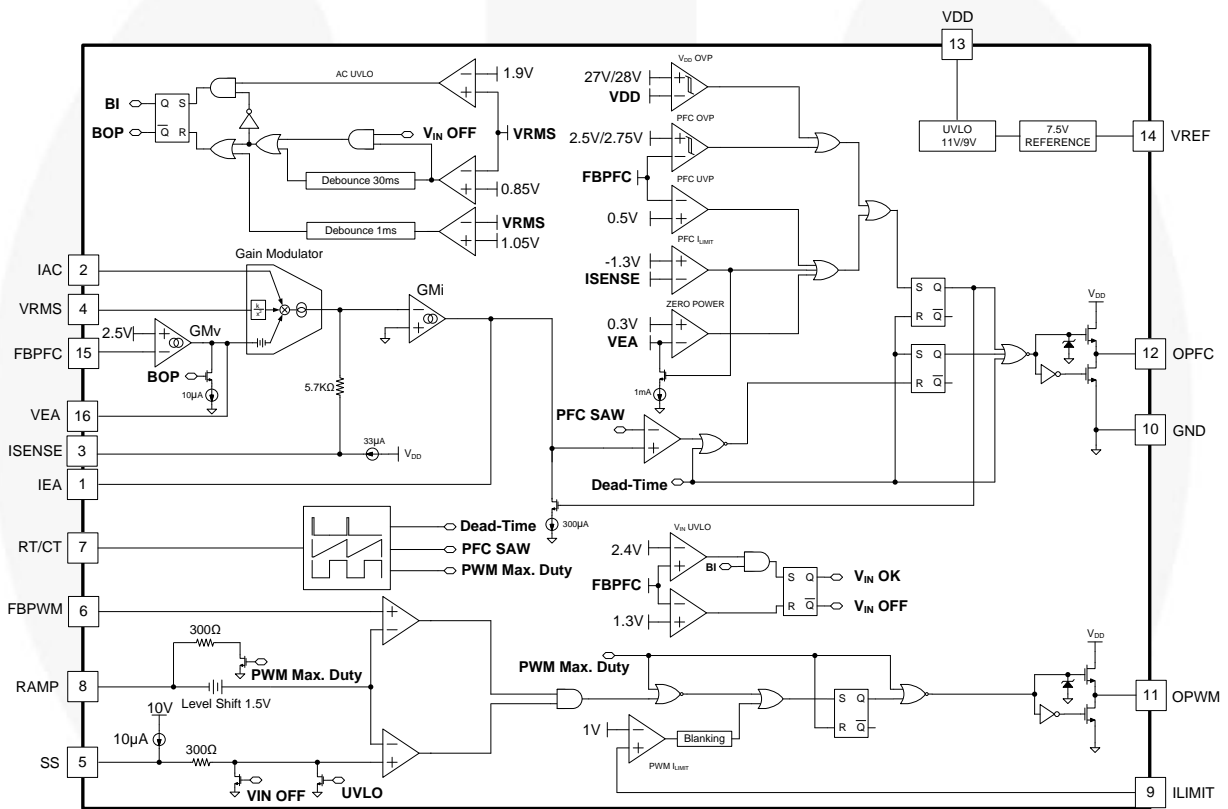 VDD
13
AC UVLO
1.9V
BI
Q S
BOP
Q R
VIN OFF
VRMS
Debounce 30ms
0.85V
Debounce 1ms
VRMS
1.05V
VDD OVP
27V/28V
VDD
PFC OVP
2.5V/2.75V
FBPFC
PFC UVP
0.5V
PFC ILIMIT
-1.3V
ISENSE
ZERO POWER
0.3V
VEA
1mA
UVLO
11V/9V
7.5V
REFERENCE
14 VREF
Gain Modulator
IAC 2
VRMS 4
k
x²
GMi
2.5V
GMv
FBPFC 15
BOP
10µA
5.7KΩ
VEA 16
33µA
VDD
ISENSE 3
IEA 1
S Q
R Q
S Q
R Q
VDD
12 OPFC
10 GND
PFC SAW
Dead-Time
300µA
RT/CT 7
Dead-Time
PFC SAW
PWM Max. Duty
VIN UVLO
2.4V
BI
FBPFC
1.3V
S Q
R Q
VIN OK
VIN OFF
FBPWM 6
300Ω
PWM Max. Duty
RAMP 8
Level Shift 1.5V
10V
10µA
300Ω
SS 5
VIN OFF
UVLO
PWM Max. Duty
1V
Blanking
PWM ILIMIT
S Q
R Q
VDD
11 OPWM
9 ILIMIT